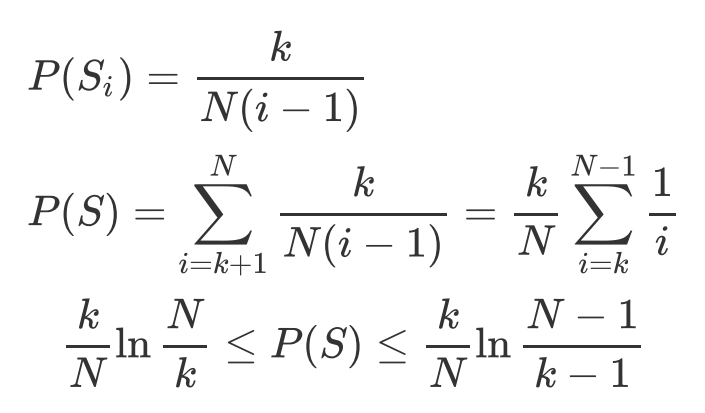 P(S_i) = \frac{k}{N(i-1)}
P(S) = \sum_{i=k+1}^{N} \frac{k}{N(i-1)} = \frac{k}{N} \sum_{i=k}^{N-1} \frac{1}{i}
\frac{k}{N} \ln \frac{N}{k} \leq P(S) \leq \frac{k}{N} \ln \frac{N-1}{k-1}